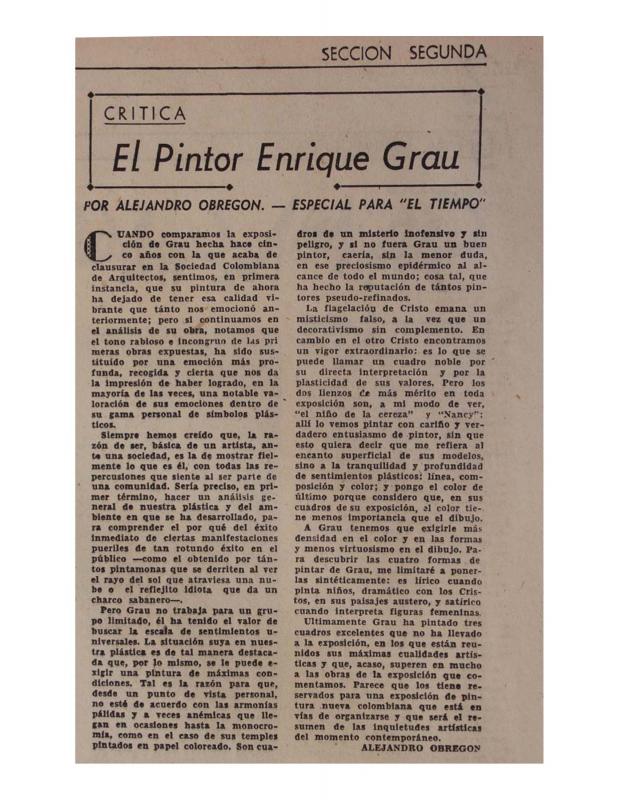 SECCION SEGUNDA
CRITICA
El Pintor Enrique Grau
POR ALEJANDRO OBREGON. — ESPECIAL PARA "EL TIEMPO"
CUANDO comparamos la exposi-
ción de Grau hecha hace cin-
co años con la que acaba de
clausurar en la Sociedad Colombiana
de Arquitectos, sentimos, en primera
instancia, que su pintura de ahora
ha dejado de tener esa calidad vi-
brante que tánto nos emocionó an-
teriormente; pero si continuamos en
el análisis de su obra, notamos que
el tono rabioso e incongruo de las pri
meras obras expuestas, ha sido sus-
tituído por una emoción más pro-
funda, recogida y cierta que nos da
la impresión de haber logrado, en la
mayoría de las veces, una notable va-
loración de sus emociones dentro de
su gama personal de símbolos plás-
ticos.
Siempre hemos creído que, la ra-
zón de ser, básica de un artista, an-
te una sociedad, es la de mostrar fiel-
mente lo que es él, con todas las re-
percusiones que siente al ser parte de
una comunidad. Sería preciso, en pri-
mer término, hacer un análisis ge-
neral de nuestra plástica y del am-
biente en que se ha desarrollado, pa-
ra comprender el por qué del éxito
inmediato de ciertas manifestaciones
pueriles de tan rotundo éxito en el
público —como el obtenido por tán-
tos pintamonas que se derriten al ver
el rayo del sol que atraviesa una nu-
be o el reflejito idiota que da un
charco sabanero—.
Pero Grau no trabaja para un gru-
po limitado, él ha tenido el valor de
buscar la escala de sentimientos u-
niversales. La situación suya en nues-
tra plástica es de tal manera destaca-
da que, por lo mismo, se le puede e-
xigir una pintura de máximas con-
diciones. Tal es la razón para que,
desde un punto de vista personal,
no esté de acuerdo con las armonías
pálidas y a veces anémicas que lle-
gan en ocasiones hasta la monocro-
mía, como en el caso de sus temples
pintados en papel coloreado. Son cua-
dros de un misterio inofensivo y sin
peligro, y si no fuera Grau un buen
pintor, caería, sin la menor duda,
en ese preciosismo epidérmico al al-
cance de todo el mundo; cosa tal, que
ha hecho la reputación de tántos pin-
tores pseudo-refinados.
La flagelación de Cristo emana un
misticismo falso, a la vez que un
decorativismo sin complemento. En
cambio en el otro Cristo encontramos
un vigor extraordinario: es lo que se
puede llamar un cuadro noble por
su directa interpretación y por la
plasticidad de sus valores. Pero los
dos lienzos de más mérito en toda
exposición son, a mi modo de ver,
"el niño de la cereza" y "Nancy":
allí lo vemos pintar con cariño y ver-
dadero entusiasmo de pintor, sin que
esto quiera decir que me refiera al
encanto superficial de sus modelos,
sino a la tranquilidad y profundidad
de sentimientos plásticos: línea, com-
posición y color; y pongo el color de
último porque considero que, en sus
cuadros de su exposición, el color tie-
ne menos importancia que el dibujo.
A Grau tenemos que exigirle más
densidad en el color y en las formas
y menos virtuosismo en el dibujo. Pa-
ra descubrir las cuatro formas de
pintar de Grau, me limitaré a poner-
las sintéticamente: es lírico cuando
pinta niños, dramático con los Cris-
tos, en sus paisajes austero, y satírico
cuando interpreta figuras femeninas.
Ultimamente Grau ha pintado tres
cuadros excelentes que no ha llevado
a la exposición, en los que están reu-
nidos sus máximas cualidades artís-
ticas y que, acaso, superen en mucho
a las obras de la exposición que co-
mentamos. Parece que los tiene re-
servados para una exposición de pin-
tura nueva colombiana que está en
vías de organizarse y que será el re-
sumen de las inquietudes artísticas
del momento contemporáneo.
ALEJANDRO OBREGON